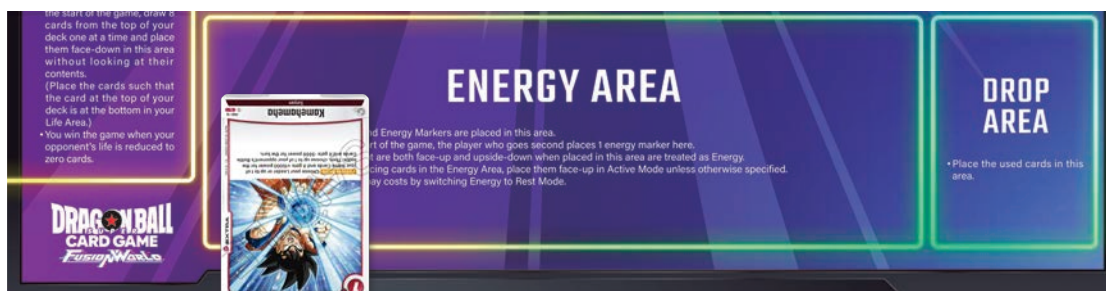 the start of the game, draw 8
cards from the top of your
deck one at a time and place
them face-down in this area
without looking at their
contents.
(Place the cards such that
the card at the top of your
deck is at the bottom in your
Life Area.)
• You win the game when your
opponent's life is reduced to
zero cards.
DRAGON BALL
SUPER
CARD GAME
FUSION WORLD
Kamehameha
EXTRA
1
ENERGY AREA
nd Energy Markers are placed in this area.
rt of the game, the player who goes second places 1 energy marker here.
t are both face-up and upside-down when placed in this area are treated as Energy.
cing cards in the Energy Area, place them face-up in Active Mode unless otherwise specified.
ay costs by switching Energy to Rest Mode.
DROP
AREA
• Place the used cards in this
area.